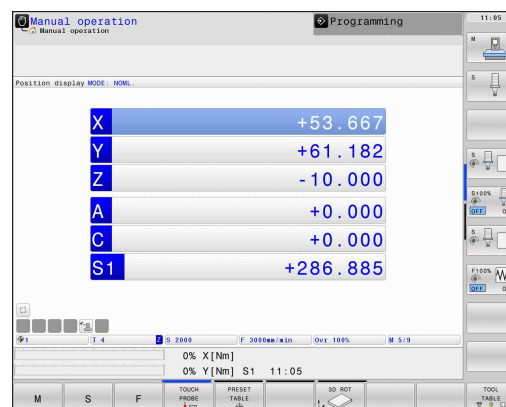 Manual operation
Manual operation
Programming
11:05
M
Position display MODE: NOML.
S
X +53.667
Y +61.182
Z -10.000
A +0.000
C +0.000
S1 +286.885
S
S100%
OFF
S
F100%
OFF
1 T 4 Z S 2000 F 3000mm/min Ovr 100% M 5/9
0% X[Nm]
0% Y[Nm] S1 11:05
M
S
F
TOUCH PROBE
PRESET TABLE
3D ROT
TOOL TABLE